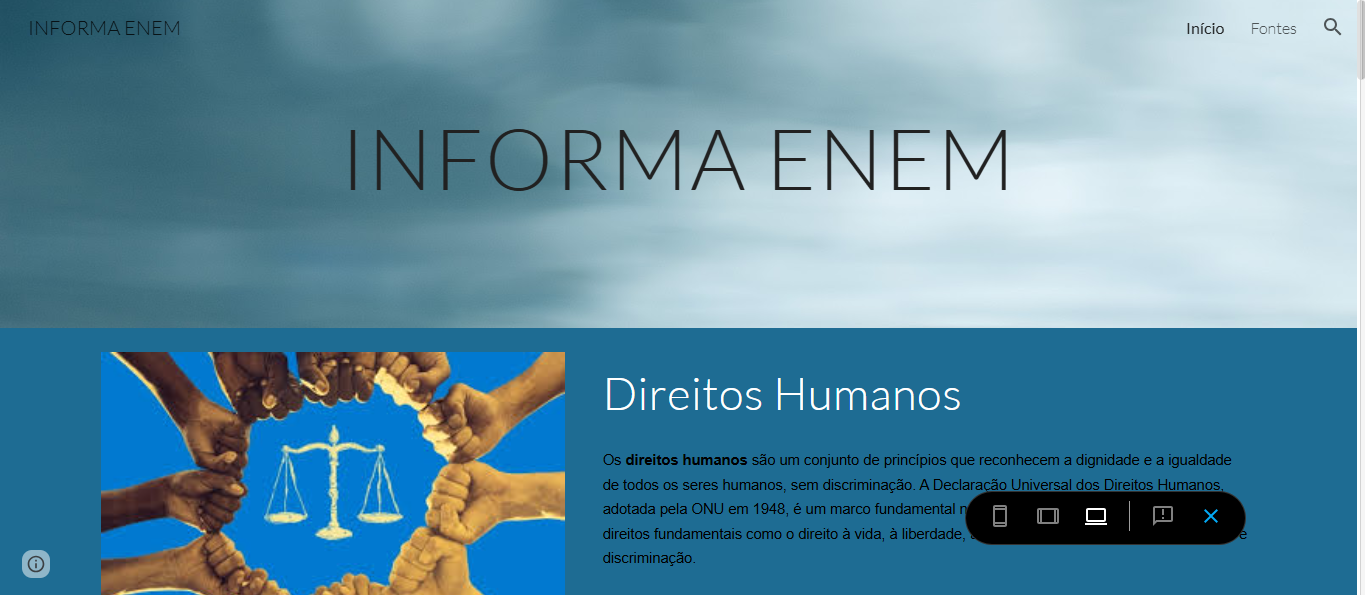 INFORMA ENEM
Início
Fontes
INFORMA ENEM
Direitos Humanos
Os direitos humanos são um conjunto de princípios que reconhecem a dignidade e a igualdade
de todos os seres humanos, sem discriminação. A Declaração Universal dos Direitos Humanos,
adotada pela ONU em 1948, é um marco fundamental
direitos fundamentais como o direito à vida, à liberdade,
discriminação.